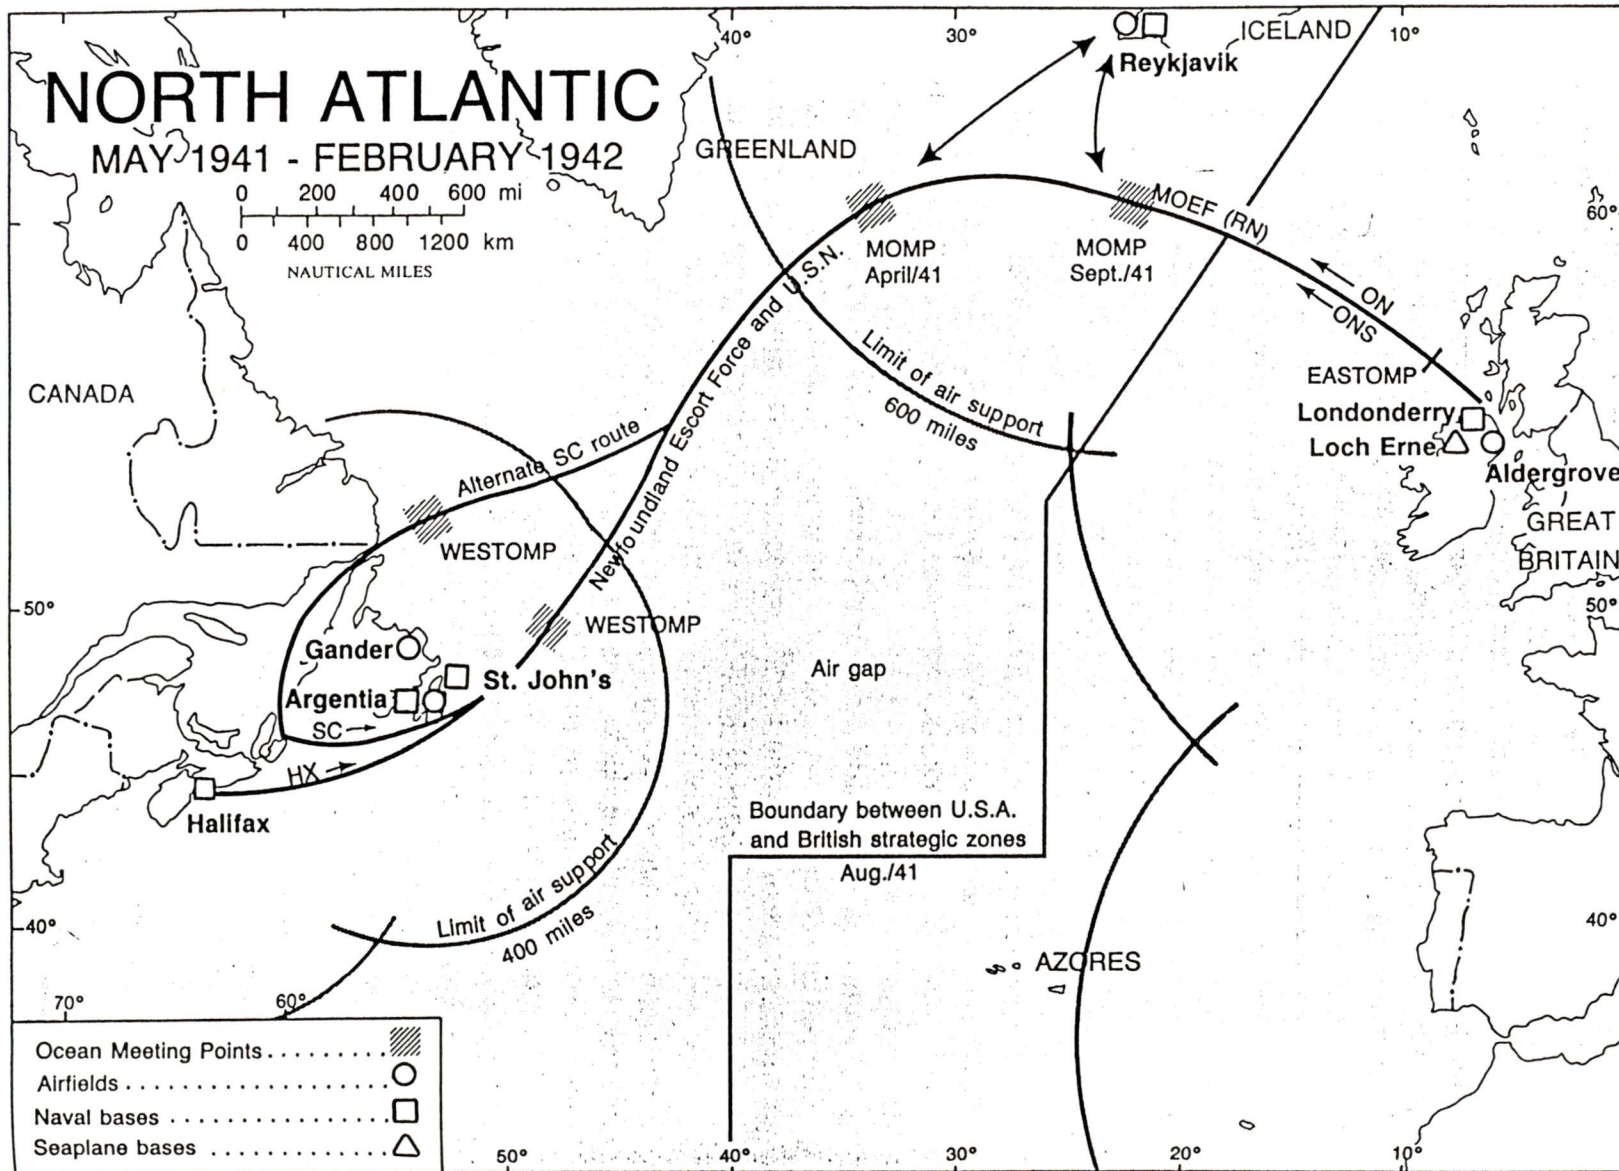 40°
30°
ICELAND
10°
Reykjavik
NORTH ATLANTIC
MAY 1941 - FEBRUARY 1942
0 200 400 600 mi
0 400 800 1200 km
NAUTICAL MILES
GREENLAND
MOEF (RN)
60°
MOMP
April/41
MOMP
Sept./41
ON
ONS
Newfoundland Escort Force and U.S.N.
Limit of air support
600 miles
EASTOMP
CANADA
Londonderry
Loch Erne
Aldergrove
Alternate SC route
GREAT
BRITAIN
WESTOMP
50°
50°
WESTOMP
Gander
St. John's
Argentia
Air gap
SC
HX
Halifax
Boundary between U.S.A.
and British strategic zones
Aug./41
Limit of air support
400 miles
40°
40°
AZORES
70°
60°
Ocean Meeting Points..........
Airfields ....................
Naval bases .................
Seaplane bases ..............
50°
40°
30°
20°
10°